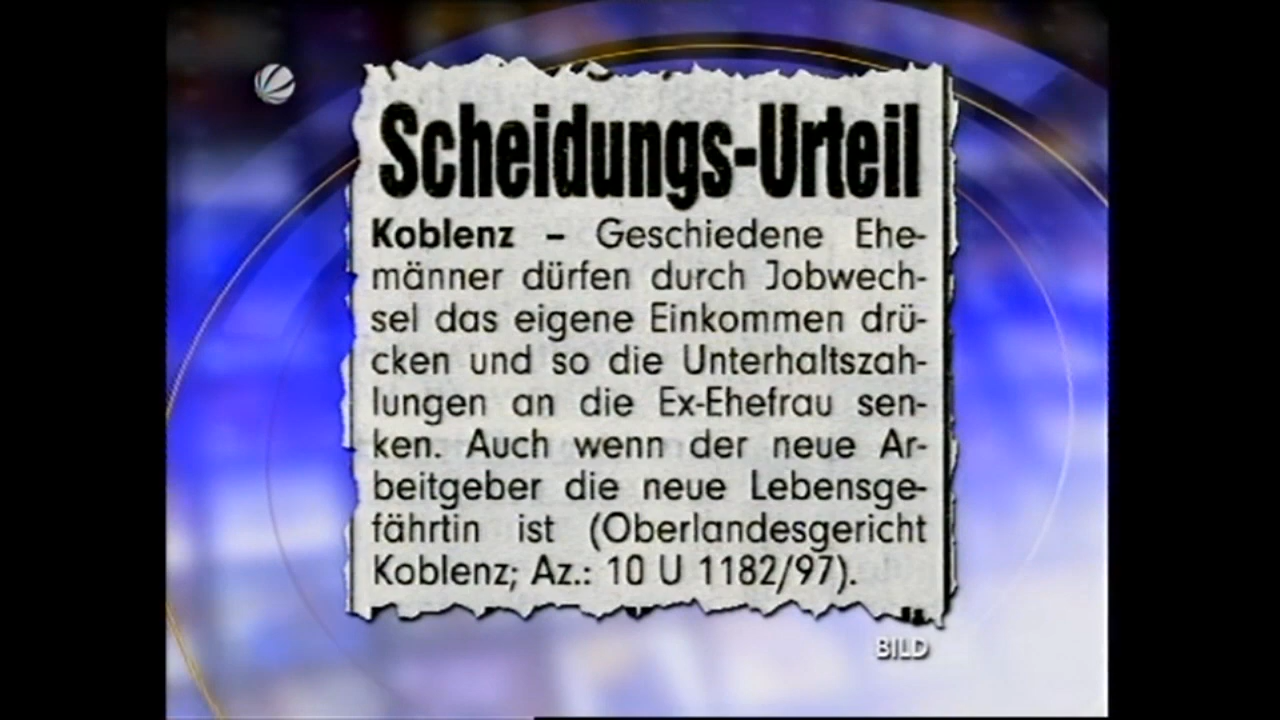 Scheidungs-Urteil
Koblenz – Geschiedene Ehe-
männer dürfen durch Jobwech-
sel das eigene Einkommen drü-
cken und so die Unterhaltszah-
lungen an die Ex-Ehefrau sen-
ken. Auch wenn der neue Ar-
beitgeber die neue Lebensge-
fährtin ist (Oberlandesgericht
Koblenz; Az.: 10 U 1182/97).
BILD